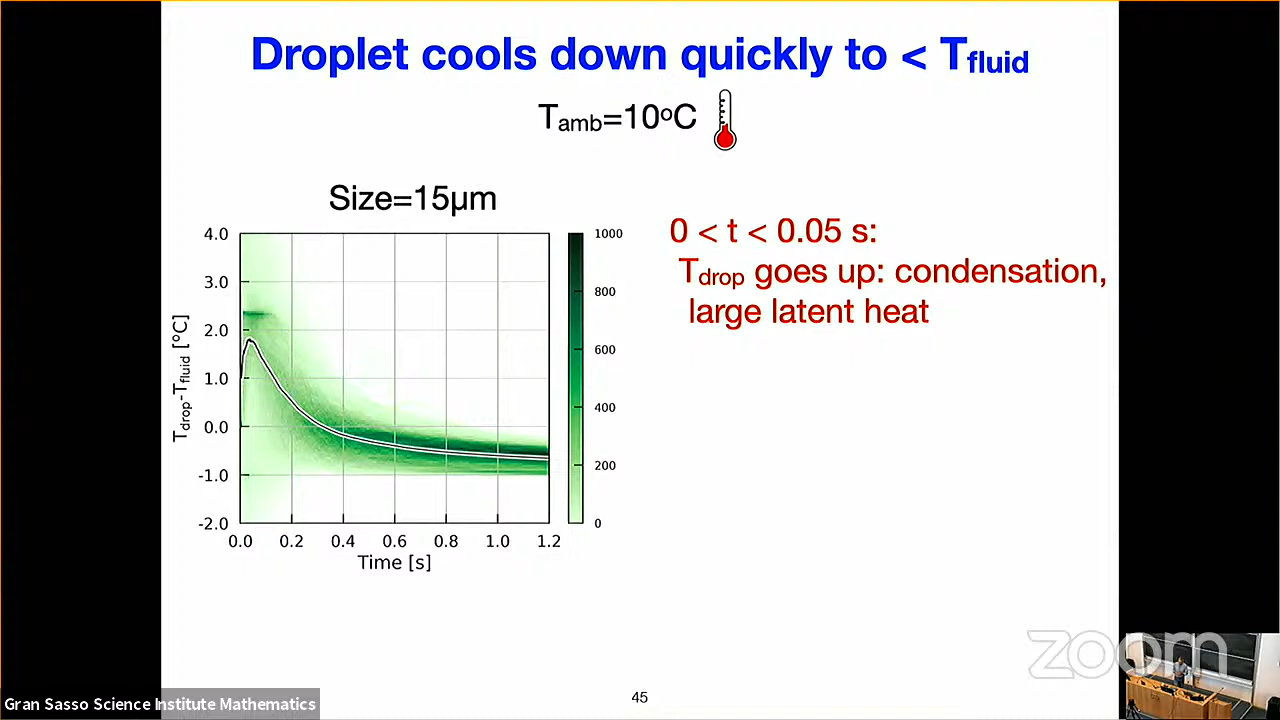 Droplet cools down quickly to < Tfluid
Tamb=10oC
Size=15µm
0 < t < 0.05 s:
Tdrop goes up: condensation,
large latent heat
4.0
3.0
2.0
1.0
0.0
-1.0
-2.0
Tdrop-Tfluid [°C]
0.0 0.2 0.4 0.6 0.8 1.0 1.2
Time [s]
1000
800
600
400
200
0
zoom
45
Gran Sasso Science Institute Mathematics